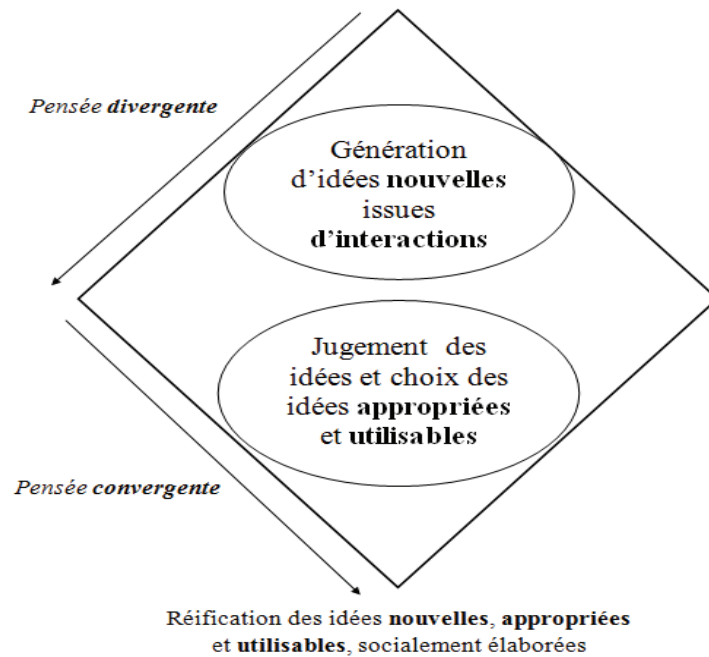 Pensée divergente
Génération
d'idées nouvelles
issues
d'interactions
Jugement des
idées et choix des
idées appropriées
et utilisables
Pensée convergente
Réification des idées nouvelles, appropriées
et utilisables, socialement élaborées